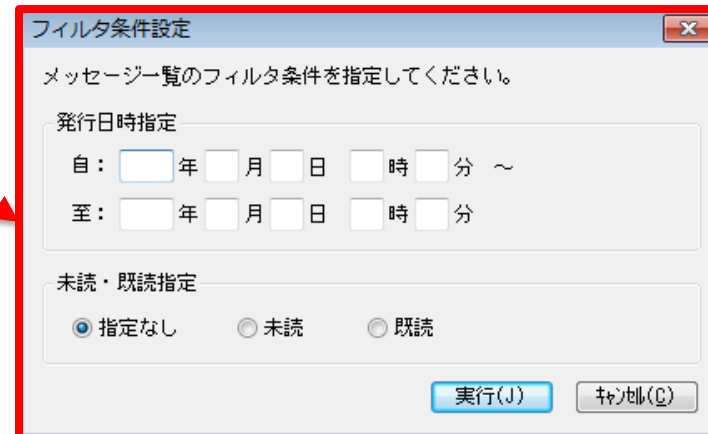 フィルタ条件設定
メッセージ一覧のフィルタ条件を指定してください。
発行日時指定
自： 年 月 日 時 分 ～
至： 年 月 日 時 分
未読・既読指定
指定なし 未読 既読
実行(J) ｷｬﾝｾﾙ(C)